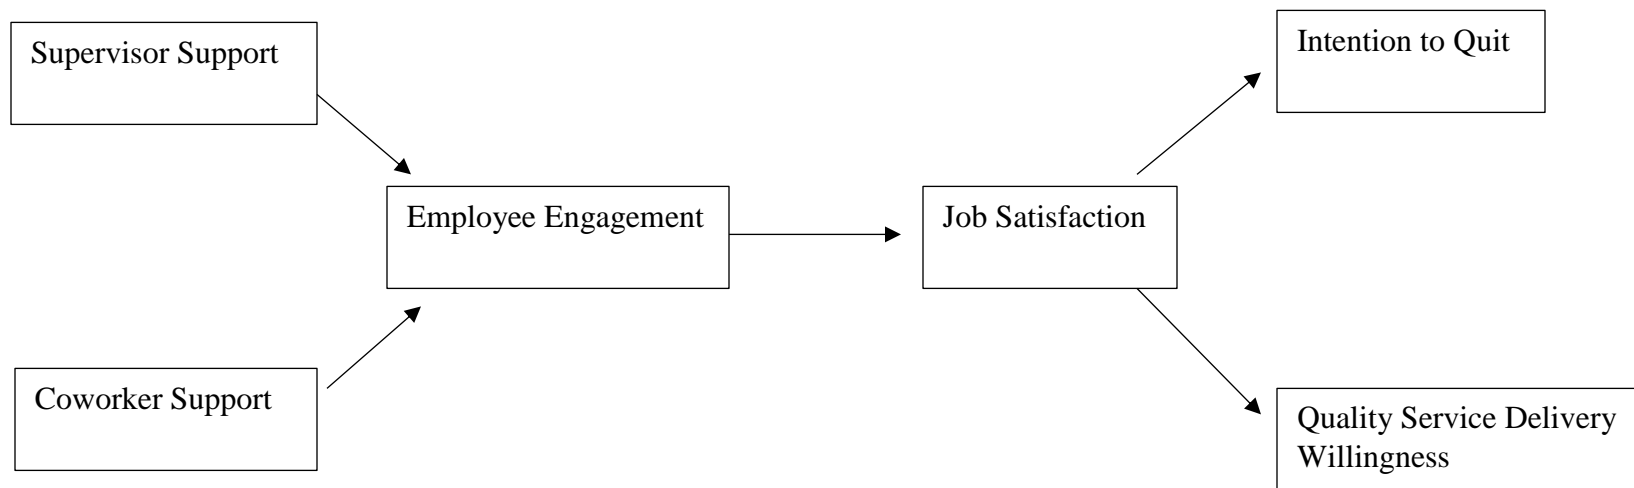 Supervisor Support
Intention to Quit
Employee Engagement
Job Satisfaction
Coworker Support
Quality Service Delivery
Willingness